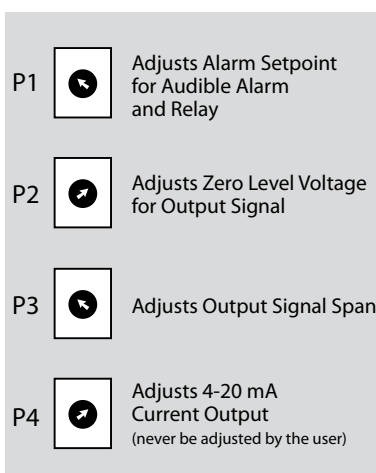 P1
Adjusts Alarm Setpoint
for Audible Alarm
and Relay
P2
Adjusts Zero Level Voltage
for Output Signal
P3
Adjusts Output Signal Span
P4
Adjusts 4-20 mA
Current Output
(never be adjusted by the user)